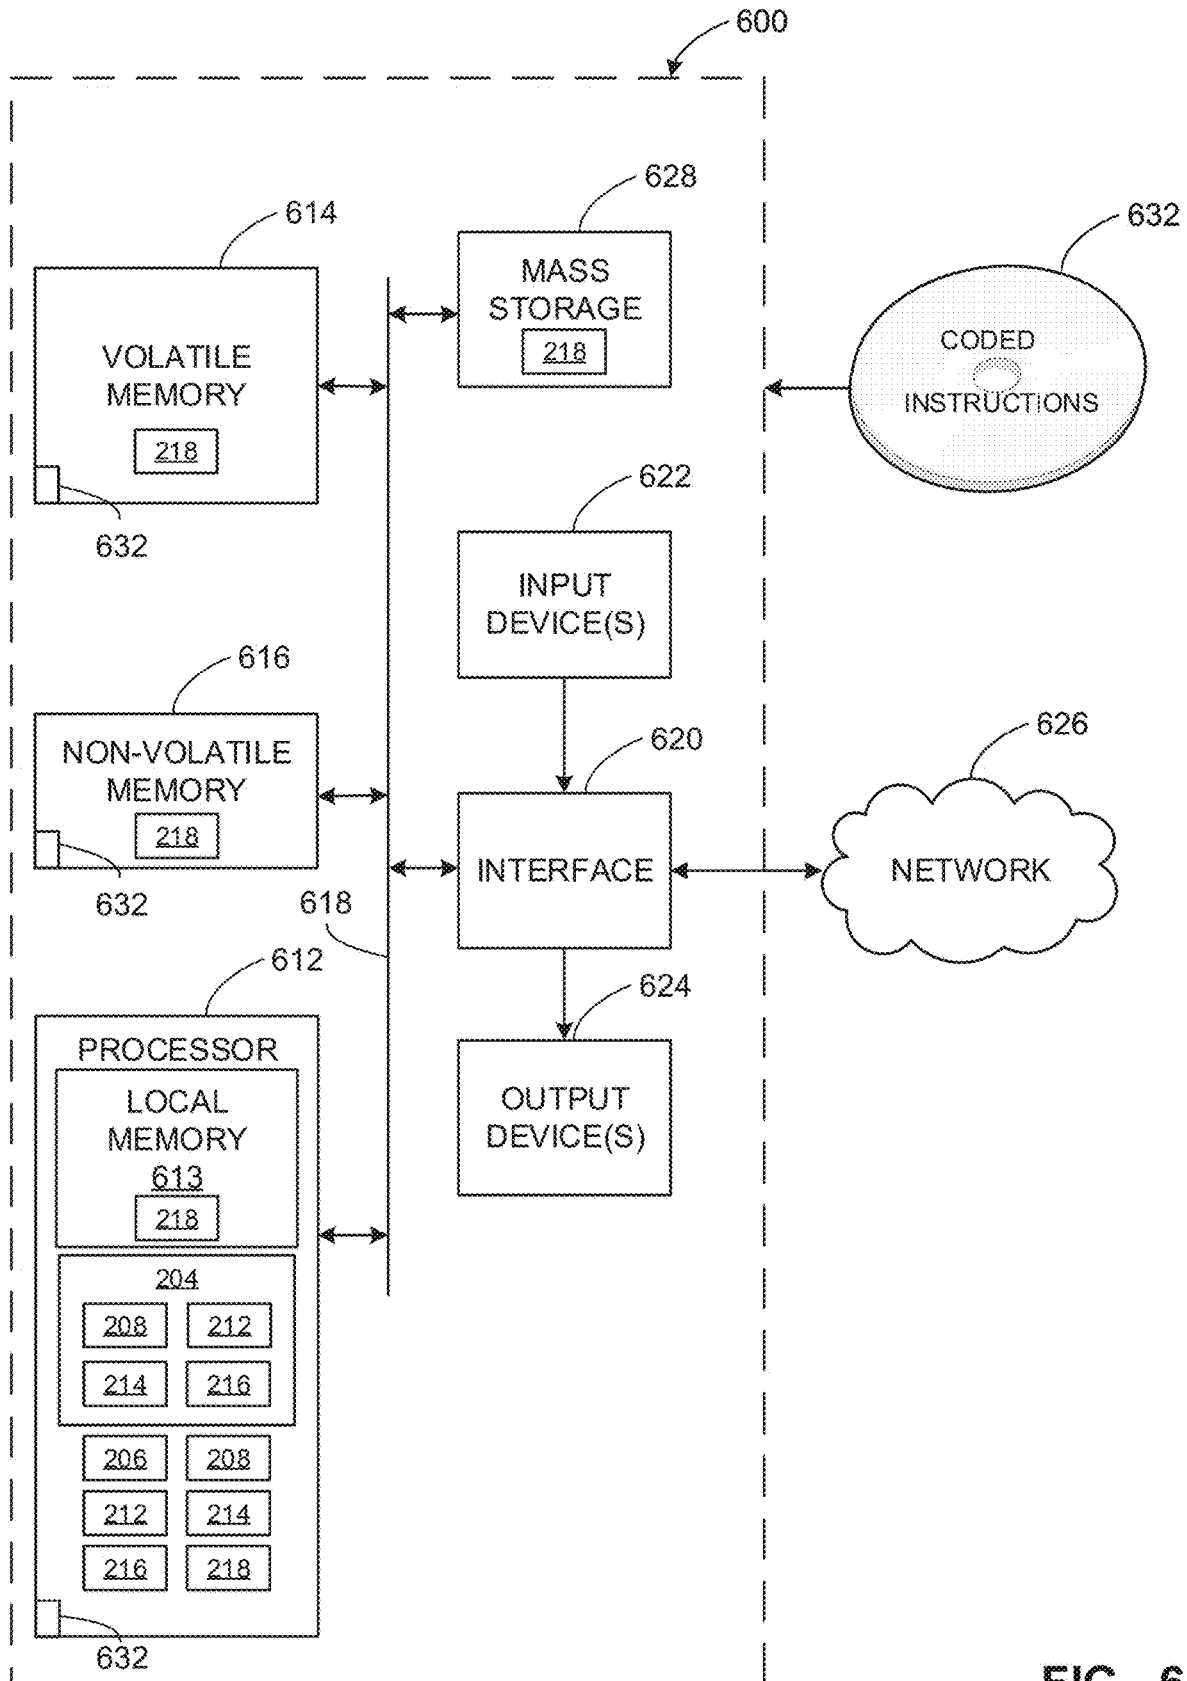 600
628
614
632
MASS
STORAGE
218
VOLATILE
MEMORY
218
632
CODED
INSTRUCTIONS
622
INPUT
DEVICE(S)
616
NON-VOLATILE
MEMORY
218
632
620
INTERFACE
626
NETWORK
618
612
624
OUTPUT
DEVICE(S)
PROCESSOR
LOCAL
MEMORY
613
218
204
208 212
214 216
206 208
212 214
216 218
632
FIG. 6